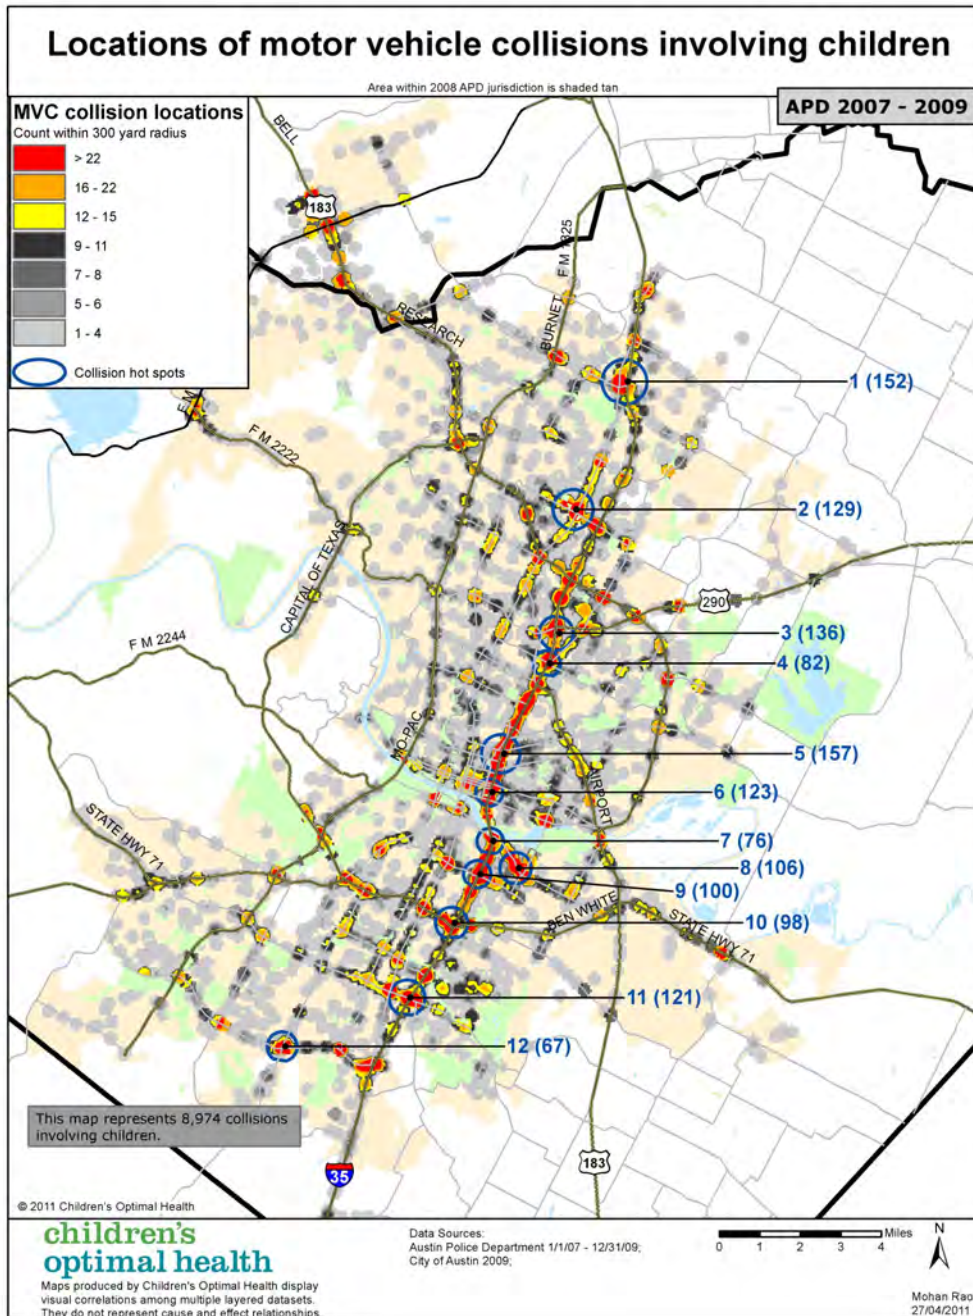 Locations of motor vehicle collisions involving children
Area within 2008 APD jurisdiction is shaded tan
APD 2007 - 2009
MVC collision locations
Count within 300 yard radius
> 22
16 - 22
12 - 15
9 - 11
7 - 8
5 - 6
1 - 4
Collision hot spots
BELL
183
RESEARCH
BURNET
F M 1325
F M 2222
CAPITAL OF TEXAS
F M 2244
MO-PAC
290
AIRPORT
STATE HWY 71
BEN WHITE
STATE HWY 71
1 (152)
2 (129)
3 (136)
4 (82)
5 (157)
6 (123)
7 (76)
8 (106)
9 (100)
10 (98)
11 (121)
12 (67)
This map represents 8,974 collisions
involving children.
35
183
© 2011 Children's Optimal Health
children's
optimal health
Maps produced by Children's Optimal Health display
visual correlations among multiple layered datasets.
They do not represent cause and effect relationships.
Data Sources:
Austin Police Department 1/1/07 - 12/31/09;
City of Austin 2009;
Miles
0 1 2 3 4
N
Mohan Rao
27/04/2011